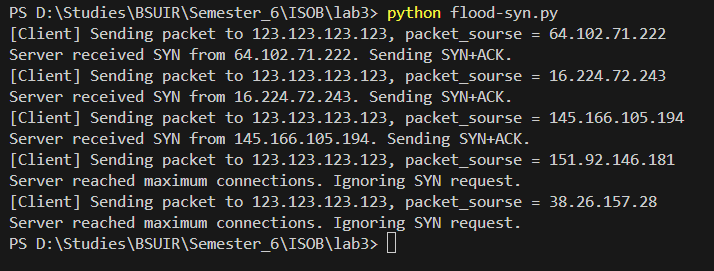 PS D:\Studies\BSUIR\Semester_6\ISOB\lab3> python flood-syn.py
[Client] Sending packet to 123.123.123.123, packet_sourse = 64.102.71.222
Server received SYN from 64.102.71.222. Sending SYN+ACK.
[Client] Sending packet to 123.123.123.123, packet_sourse = 16.224.72.243
Server received SYN from 16.224.72.243. Sending SYN+ACK.
[Client] Sending packet to 123.123.123.123, packet_sourse = 145.166.105.194
Server received SYN from 145.166.105.194. Sending SYN+ACK.
[Client] Sending packet to 123.123.123.123, packet_sourse = 151.92.146.181
Server reached maximum connections. Ignoring SYN request.
[Client] Sending packet to 123.123.123.123, packet_sourse = 38.26.157.28
Server reached maximum connections. Ignoring SYN request.
PS D:\Studies\BSUIR\Semester_6\ISOB\lab3>